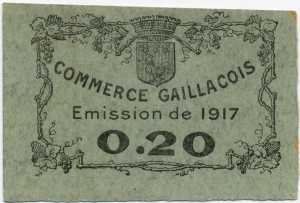 COMMERCE GAILLACOIS
Emission de 1917
0.20